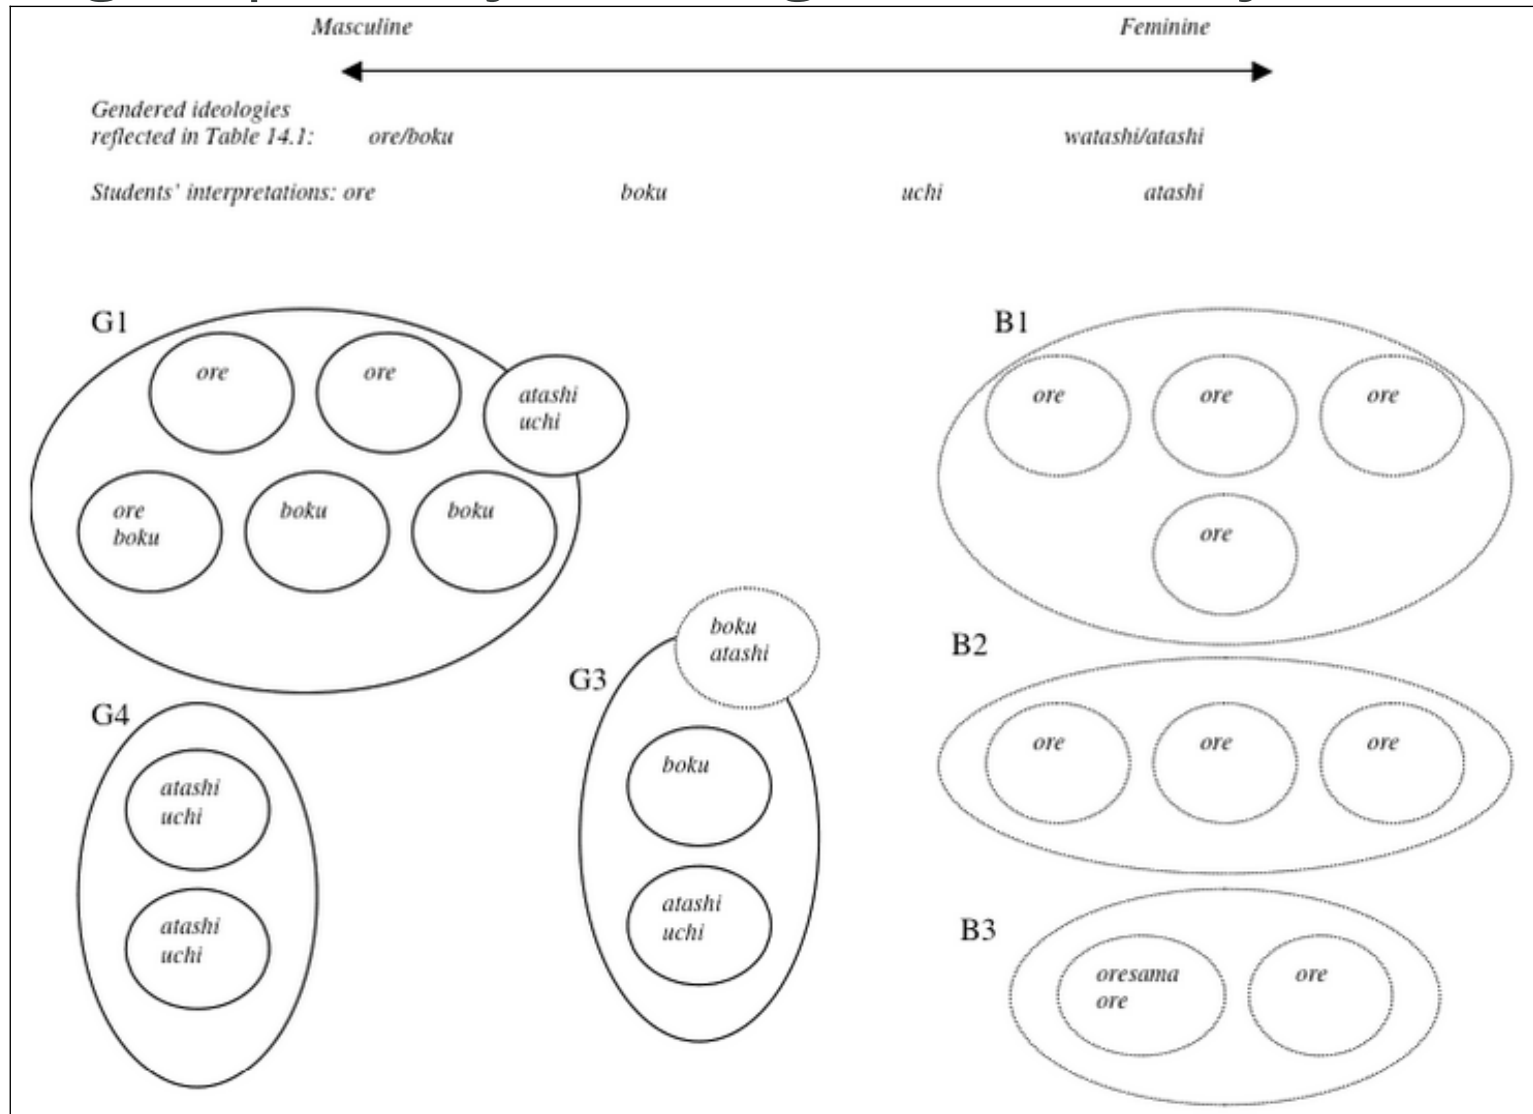 Masculine Feminine
Gendered ideologies
reflected in Table 14.1: ore/boku watashi/atashi
Students' interpretations: ore boku uchi atashi
G1
ore
ore
atashi
uchi
ore
boku
boku
boku
B1
ore
ore
ore
ore
G3
boku
atashi
boku
atashi
uchi
G4
atashi
uchi
atashi
uchi
B2
ore
ore
ore
B3
oresama
ore
ore